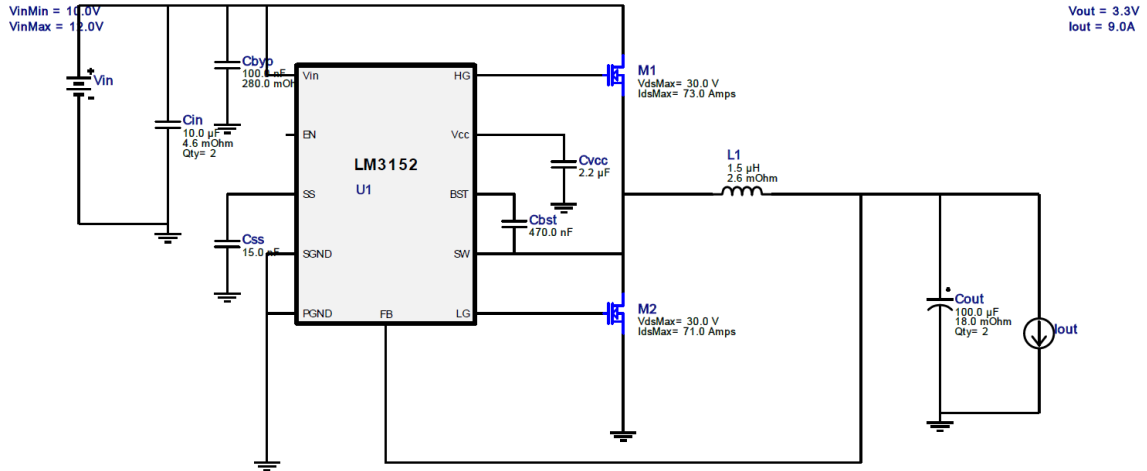 VinMin = 10.0V
VinMax = 12.0V
Vout = 3.3V
Iout = 9.0A
Vin
Cin
10.0 µF
4.6 mOhm
Qty= 2
Cbyp
100.0 nF
280.0 mOhm
Css
15.0 nF
Vin
EN
SS
SGND
PGND
FB
HG
Vcc
BST
SW
LG
LM3152
U1
Cvcc
2.2 µF
Cbst
470.0 nF
M1
VdsMax= 30.0 V
IdsMax= 73.0 Amps
L1
1.5 µH
2.6 mOhm
M2
VdsMax= 30.0 V
IdsMax= 71.0 Amps
Cout
100.0 µF
18.0 mOhm
Qty= 2
Iout